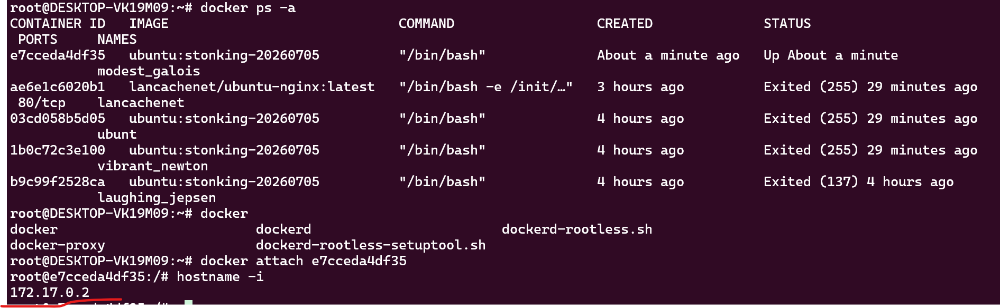 root@DESKTOP-VK19M09:~# docker ps -a
CONTAINER ID   IMAGE                             COMMAND                  CREATED              STATUS
 PORTS     NAMES
e7cceda4df35   ubuntu:stonking-20260705          "/bin/bash"              About a minute ago   Up About a minute
           modest_galois
ae6e1c6020b1   lancachenet/ubuntu-nginx:latest   "/bin/bash -e /init/…"   3 hours ago          Exited (255) 29 minutes ago
 80/tcp    lancachenet
03cd058b5d05   ubuntu:stonking-20260705          "/bin/bash"              4 hours ago          Exited (255) 29 minutes ago
           ubunt
1b0c72c3e100   ubuntu:stonking-20260705          "/bin/bash"              4 hours ago          Exited (255) 29 minutes ago
           vibrant_newton
b9c99f2528ca   ubuntu:stonking-20260705          "/bin/bash"              4 hours ago          Exited (137) 4 hours ago
           laughing_jepsen
root@DESKTOP-VK19M09:~# docker
docker                         dockerd                        dockerd-rootless.sh
docker-proxy                   dockerd-rootless-setuptool.sh
root@DESKTOP-VK19M09:~# docker attach e7cceda4df35
root@e7cceda4df35:/# hostname -i
172.17.0.2